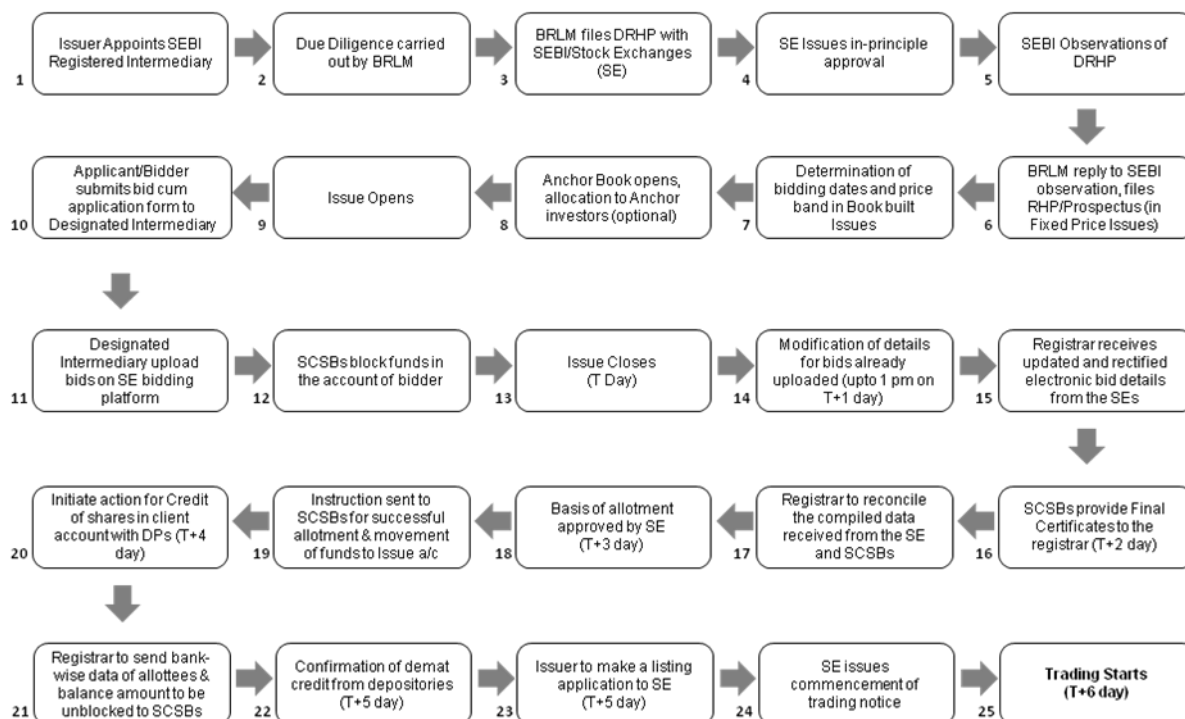 Issuer Appoints SEBI
Registered Intermediary
1
Due Diligence carried
out by BRLM
2
BRLM files DRHP with
SEBI/Stock Exchanges
(SE)
3
SE Issues in-principle
approval
4
SEBI Observations of
DRHP
5
BRLM reply to SEBI
observation, files
RHP/Prospectus (in
Fixed Price Issues)
6
Determination of
bidding dates and price
band in Book built
Issues
7
Anchor Book opens,
allocation to Anchor
investors (optional)
8
Issue Opens
9
Applicant/Bidder
submits bid cum
application form to
Designated Intermediary
10
Designated
Intermediary upload
bids on SE bidding
platform
11
SCSBs block funds in
the account of bidder
12
Issue Closes
(T Day)
13
Modification of details
for bids already
uploaded (upto 1 pm on
T+1 day)
14
Registrar receives
updated and rectified
electronic bid details
from the SEs
15
SCSBs provide Final
Certificates to the
registrar (T+2 day)
16
Registrar to reconcile
the compiled data
received from the SE
and SCSBs
17
Basis of allotment
approved by SE
(T+3 day)
18
Instruction sent to
SCSBs for successful
allotment & movement
of funds to Issue a/c
19
Initiate action for Credit
of shares in client
account with DPs (T+4
day)
20
Registrar to send bank-
wise data of allottees &
balance amount to be
unblocked to SCSBs
21
Confirmation of demat
credit from depositories
(T+5 day)
22
Issuer to make a listing
application to SE
(T+5 day)
23
SE issues
commencement of
trading notice
24
Trading Starts
(T+6 day)
25